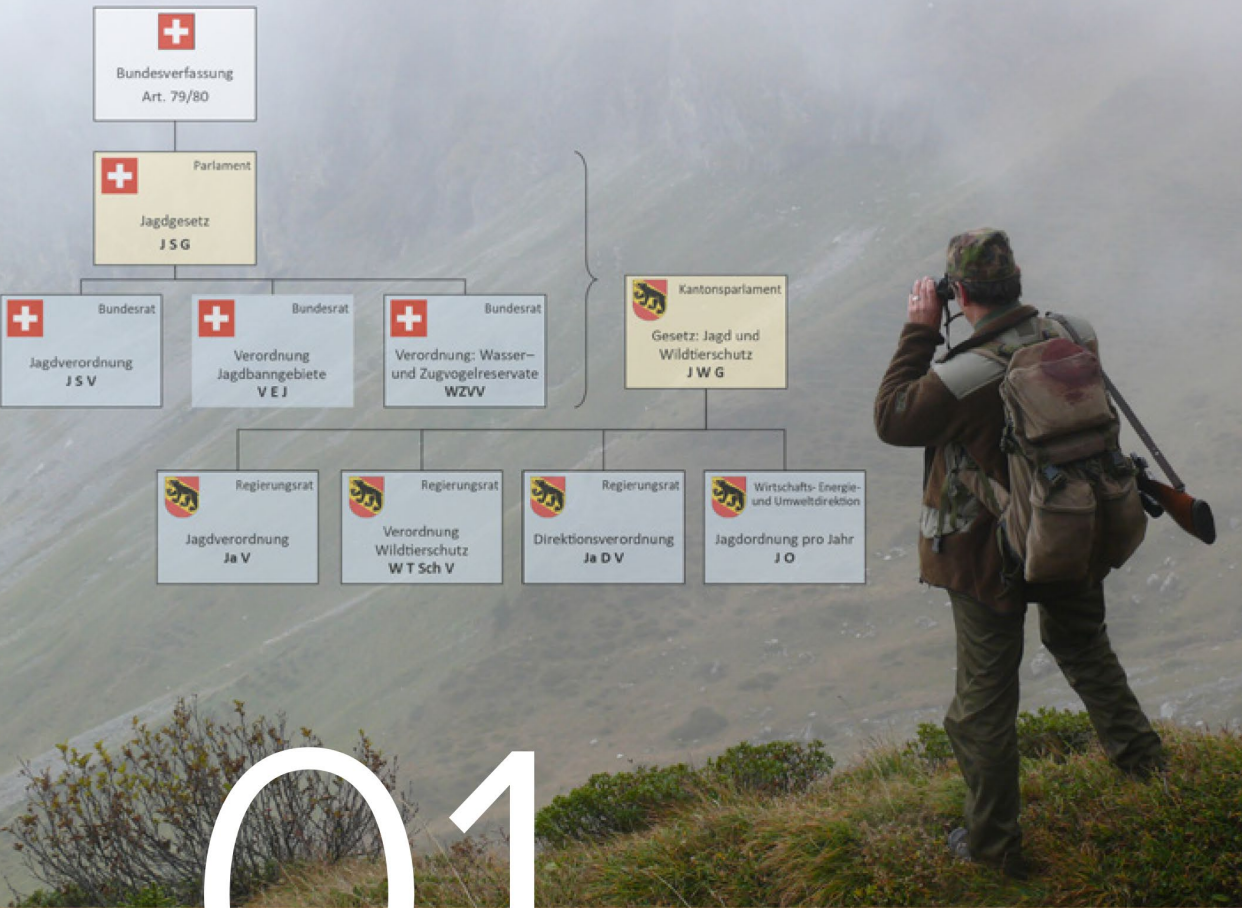 Bundesverfassung
Art. 79/80
Parlament
Jagdgesetz
J S G
Bundesrat
Jagdverordnung
J S V
Bundesrat
Verordnung
Jagdbanngebiete
V E J
Bundesrat
Verordnung: Wasser–
und Zugvogelreservate
WZVV
Kantonsparlament
Gesetz: Jagd und
Wildtierschutz
J W G
Regierungsrat
Jagdverordnung
Ja V
Regierungsrat
Verordnung
Wildtierschutz
W T Sch V
Regierungsrat
Direktionsverordnung
Ja D V
Wirtschafts- Energie-
und Umweltdirektion
Jagdordnung pro Jahr
J O
01